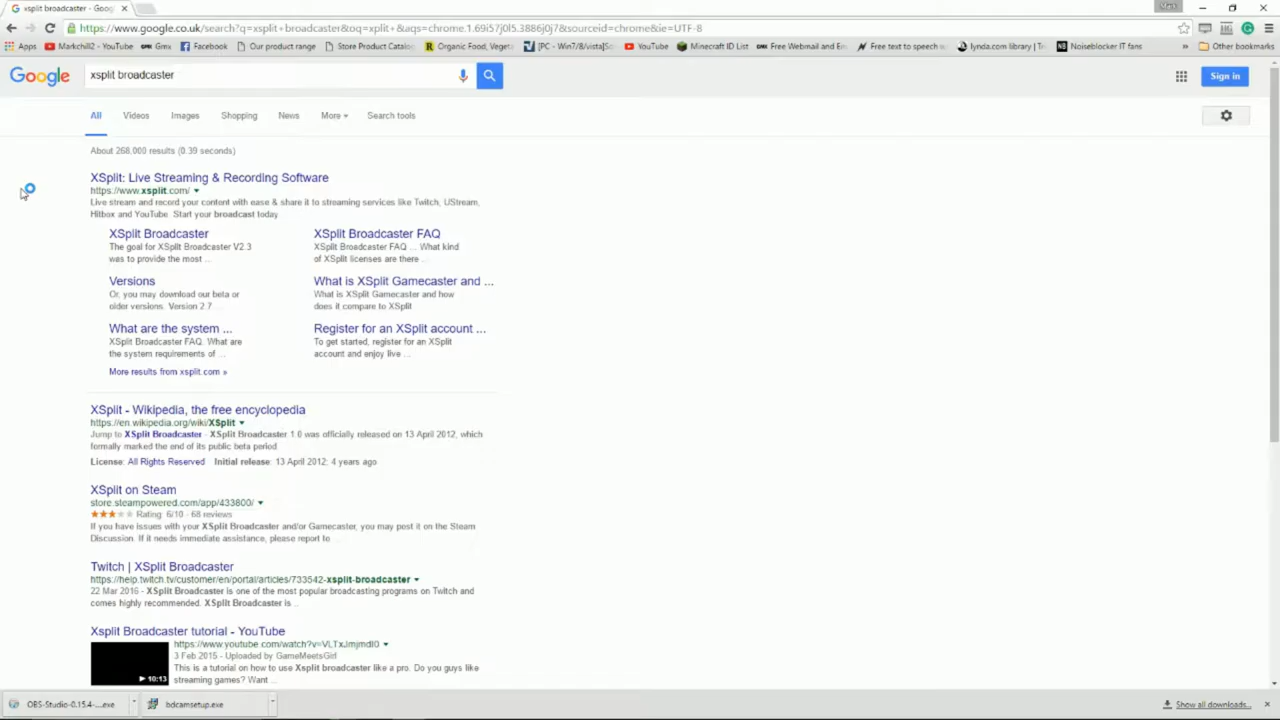 xsplit broadcaster - Goog
https://www.google.co.uk/search?q=xsplit+broadcaster&oq=xplit+&aqs=chrome.1.69i57j0l5.3886j0j7&sourceid=chrome&ie=UTF-8
Apps Markchill2 - YouTube Gmx Facebook Our product range Store Product Catalog Organic Food, Vegeta [PC - Win7/8/vista]S YouTube Minecraft ID List Free Webmail and Em Free text to speech lynda.com library | T Noiseblocker IT fans » Other bookmarks
Google xsplit broadcaster Sign in
All Videos Images Shopping News More Search tools
About 268,000 results (0.39 seconds)
XSplit: Live Streaming & Recording Software
https://www.xsplit.com/
Live stream and record your content with ease & share it to streaming services like Twitch, UStream,
Hitbox and YouTube. Start your broadcast today
XSplit Broadcaster XSplit Broadcaster FAQ
The goal for XSplit Broadcaster V2.3 XSplit Broadcaster FAQ ... What kind
was to provide the most ... of XSplit licenses are there ...
Versions What is XSplit Gamecaster and ...
Or, you may download our beta or What is XSplit Gamecaster and how
older versions. Version 2.7 ... does it compare to XSplit
What are the system ... Register for an XSplit account ...
XSplit Broadcaster FAQ. What are To get started, register for an XSplit
the system requirements of ... account and enjoy live ...
More results from xsplit.com »
XSplit - Wikipedia, the free encyclopedia
https://en.wikipedia.org/wiki/XSplit
Jump to XSplit Broadcaster - XSplit Broadcaster 1.0 was officially released on 13 April 2012, which
formally marked the end of its public beta period
License: All Rights Reserved Initial release: 13 April 2012; 4 years ago
XSplit on Steam
store.steampowered.com/app/433800/
Rating: 6/10 - 68 reviews
If you have issues with your XSplit Broadcaster and/or Gamecaster, you may post it on the Steam
Discussion. If it needs immediate assistance, please report to ...
Twitch | XSplit Broadcaster
https://help.twitch.tv/customer/en/portal/articles/733542-xsplit-broadcaster
22 Mar 2016 - XSplit Broadcaster is one of the most popular broadcasting programs on Twitch and
comes highly recommended. XSplit Broadcaster is ...
Xsplit Broadcaster tutorial - YouTube
https://www.youtube.com/watch?v=VLTxJmjmdI0
3 Feb 2015 - Uploaded by GameMeetsGirl
This is a tutorial on how to use Xsplit broadcaster like a pro. Do you guys like
streaming games? Want ...
10:13
OBS-Studio-0.15.4-....exe bdcamsetup.exe Show all downloads...